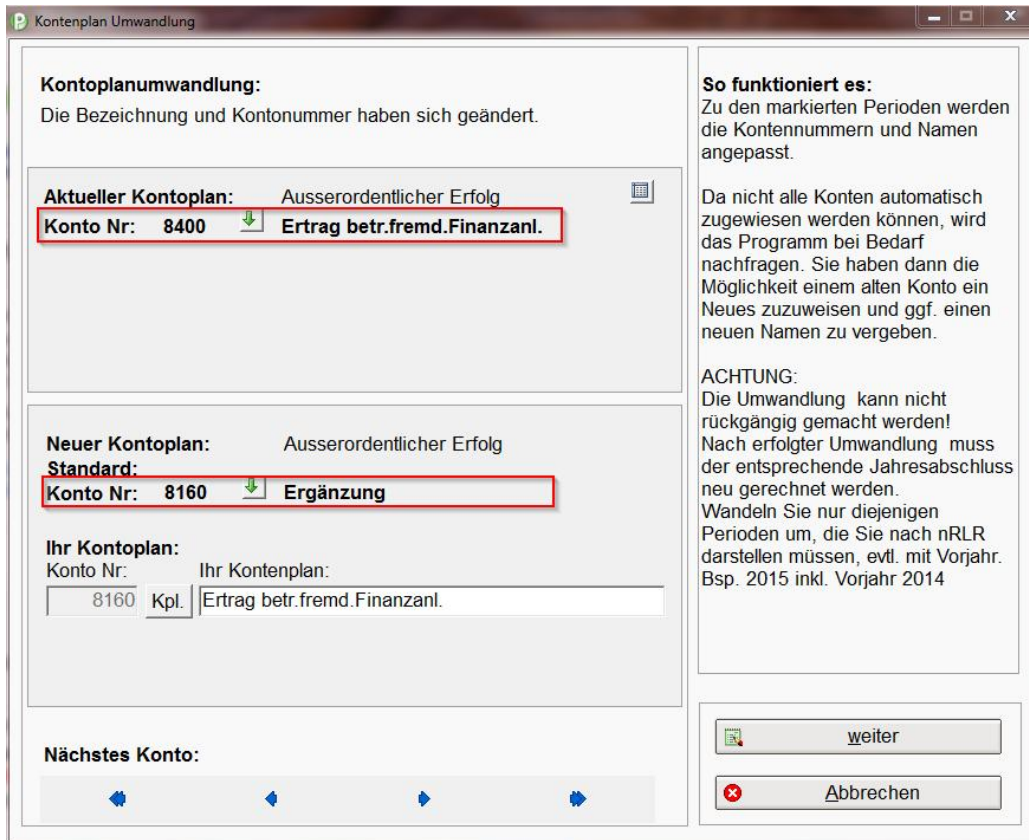 Kontenplan Umwandlung
Kontoplanumwandlung:
Die Bezeichnung und Kontonummer haben sich geändert.
Aktueller Kontoplan: Ausserordentlicher Erfolg
Konto Nr: 8400 Ertrag betr.fremd.Finanzanl.
Neuer Kontoplan: Ausserordentlicher Erfolg
Standard:
Konto Nr: 8160 Ergänzung
Ihr Kontoplan:
Konto Nr: Ihr Kontenplan:
8160 Kpl. Ertrag betr.fremd.Finanzanl.
Nächstes Konto:
So funktioniert es:
Zu den markierten Perioden werden
die Kontennummern und Namen
angepasst.
Da nicht alle Konten automatisch
zugewiesen werden können, wird
das Programm bei Bedarf
nachfragen. Sie haben dann die
Möglichkeit einem alten Konto ein
Neues zuzuweisen und ggf. einen
neuen Namen zu vergeben.
ACHTUNG:
Die Umwandlung kann nicht
rückgängig gemacht werden!
Nach erfolgter Umwandlung muss
der entsprechende Jahresabschluss
neu gerechnet werden.
Wandeln Sie nur diejenigen
Perioden um, die Sie nach nRLR
darstellen müssen, evtl. mit Vorjahr.
Bsp. 2015 inkl. Vorjahr 2014
weiter
Abbrechen